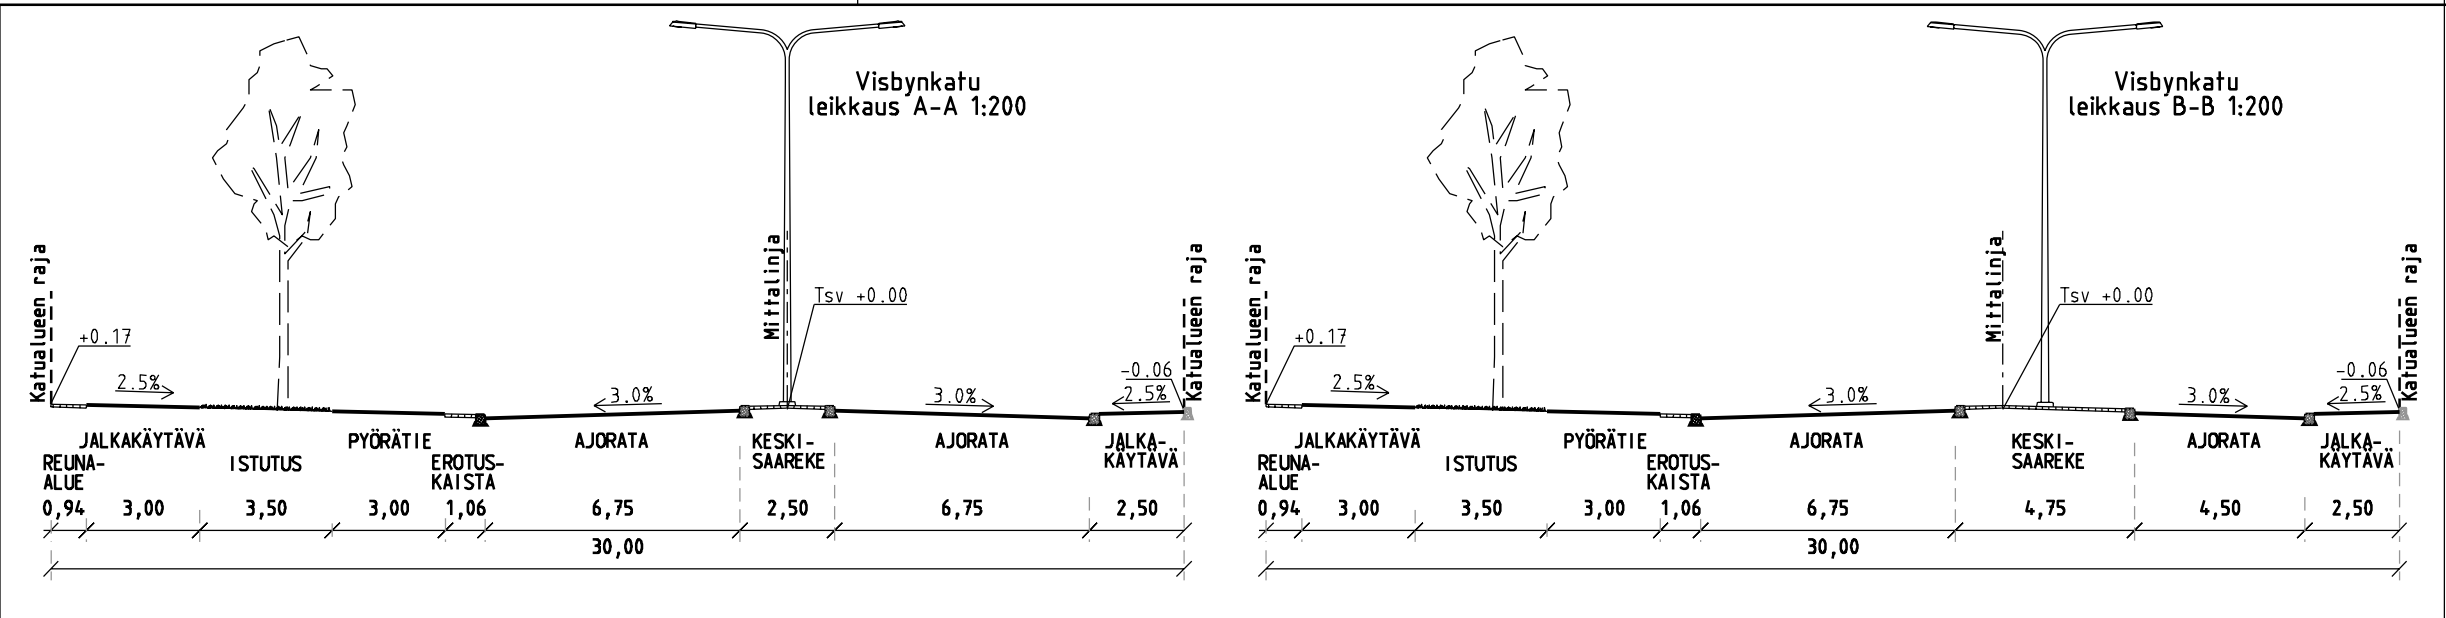 Visbynkatu
leikkaus A-A 1:200
Katualueen raja
+0.17
2.5%
3.0%
Mittalinja
Tsv +0.00
3.0%
-0.06
2.5%
Katualueen raja
JALKAKÄYTÄVÄ
PYÖRÄTIE
AJORATA
KESKI-
SAAREKE
AJORATA
JALKA-
KÄYTÄVÄ
REUNA-
ALUE
ISTUTUS
EROTUS-
KAISTA
0,94 3,00 3,50 3,00 1,06 6,75 2,50 6,75 2,50
30,00
Visbynkatu
leikkaus B-B 1:200
Katualueen raja
+0.17
2.5%
3.0%
Mittalinja
Tsv +0.00
3.0%
-0.06
2.5%
Katualueen raja
JALKAKÄYTÄVÄ
PYÖRÄTIE
AJORATA
KESKI-
SAAREKE
AJORATA
JALKA-
KÄYTÄVÄ
REUNA-
ALUE
ISTUTUS
EROTUS-
KAISTA
0,94 3,00 3,50 3,00 1,06 6,75 4,75 4,50 2,50
30,00